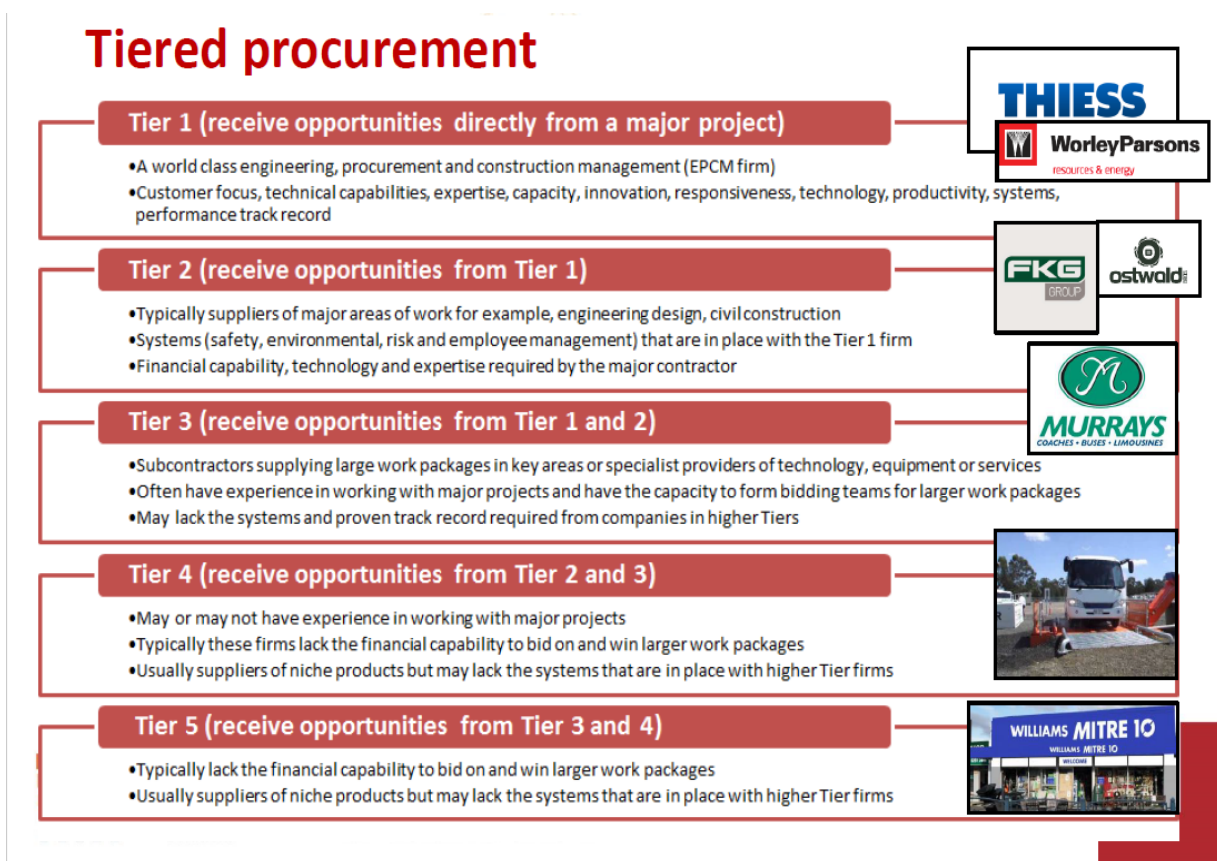 Tiered procurement
THIESS
Tier 1 (receive opportunities directly from a major project)
WorleyParsons
resources & energy
•A world class engineering, procurement and construction management (EPCM firm)
•Customer focus, technical capabilities, expertise, capacity, innovation, responsiveness, technology, productivity, systems,
performance track record
Tier 2 (receive opportunities from Tier 1)
FKG
GROUP
ostwald
•Typically suppliers of major areas of work for example, engineering design, civil construction
•Systems (safety, environmental, risk and employee management) that are in place with the Tier 1 firm
•Financial capability, technology and expertise required by the major contractor
M
MURRAYS
COACHES • BUSES • LIMOUSINES
Tier 3 (receive opportunities from Tier 1 and 2)
•Subcontractors supplying large work packages in key areas or specialist providers of technology, equipment or services
•Often have experience in working with major projects and have the capacity to form bidding teams for larger work packages
•May lack the systems and proven track record required from companies in higher Tiers
Tier 4 (receive opportunities from Tier 2 and 3)
•May or may not have experience in working with major projects
•Typically these firms lack the financial capability to bid on and win larger work packages
•Usually suppliers of niche products but may lack the systems that are in place with higher Tier firms
Tier 5 (receive opportunities from Tier 3 and 4)
WILLIAMS MITRE 10
WILLIAMS MITRE 10
WELCOME
•Typically lack the financial capability to bid on and win larger work packages
•Usually suppliers of niche products but may lack the systems that are in place with higher Tier firms